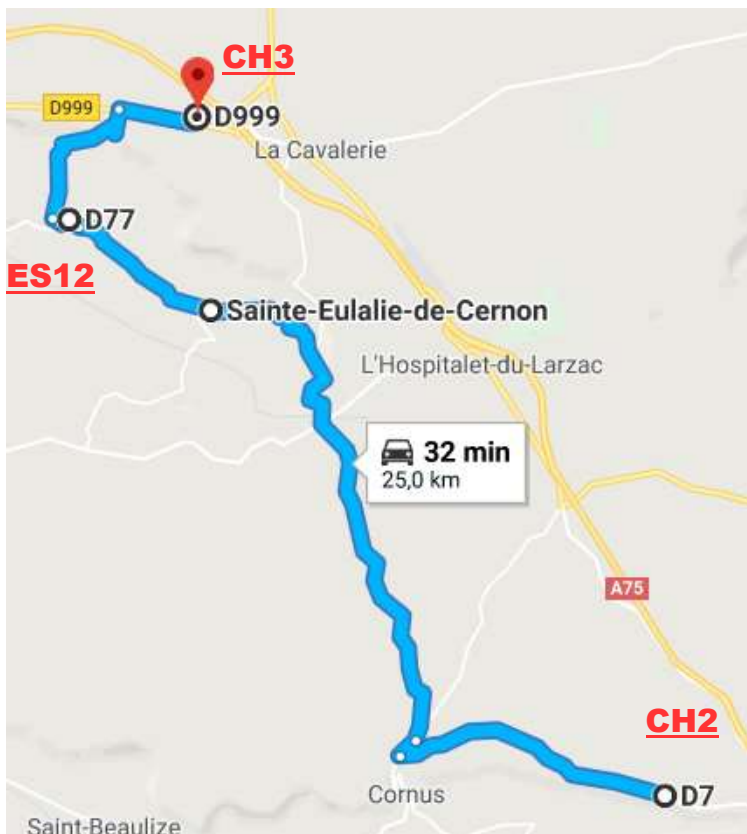 CH3
D999
D999
La Cavalerie
D77
ES12
Sainte-Eulalie-de-Cernon
L'Hospitalet-du-Larzac
32 min
25,0 km
A75
CH2
D7
Cornus
Saint-Beaulize